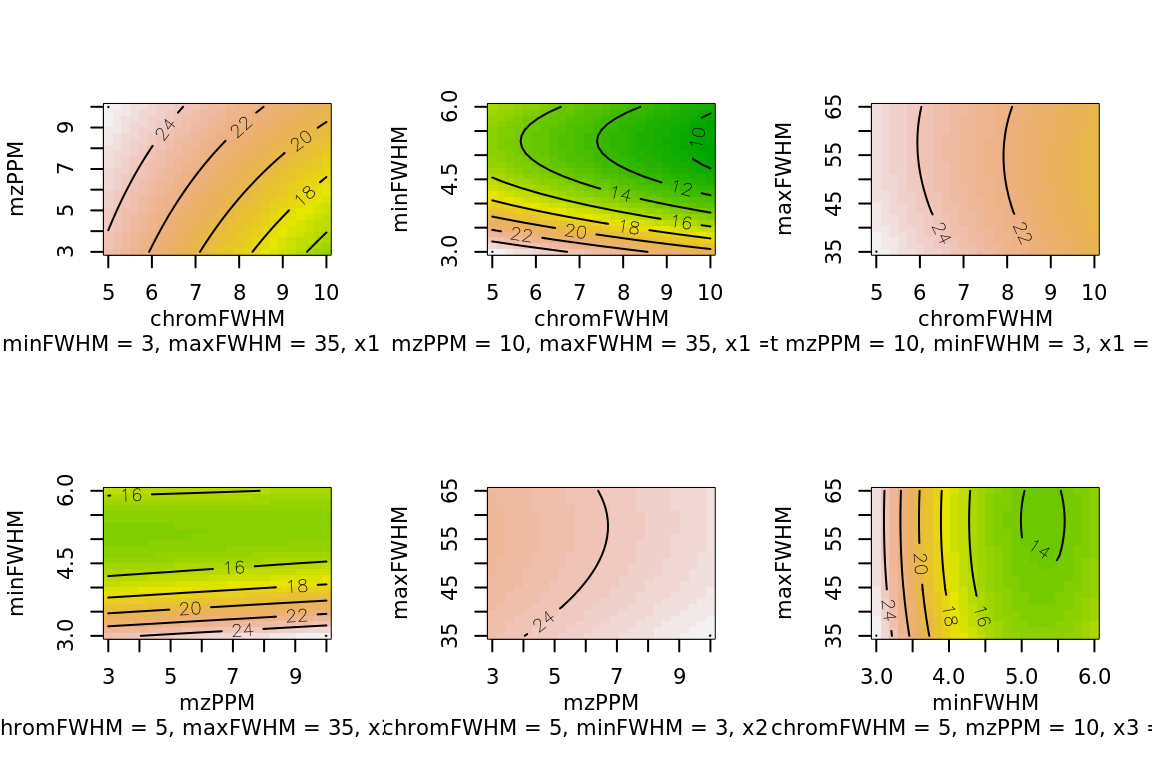 mzPPM
9
7
5
3
24
22
20
18
5 6 7 8 9 10
chromFWHM
minFWHM = 3, maxFWHM = 35, x1
minFWHM
6.0
4.5
3.0
10
14
12
16
18
20
22
5 6 7 8 9 10
chromFWHM
mzPPM = 10, maxFWHM = 35, x1 =
maxFWHM
65
55
45
35
24
22
5 6 7 8 9 10
chromFWHM
t mzPPM = 10, minFWHM = 3, x1 =
minFWHM
6.0
4.5
3.0
16
16
18
20
22
24
3 5 7 9
mzPPM
hromFWHM = 5, maxFWHM = 35, x
maxFWHM
65
55
45
35
24
3 5 7 9
mzPPM
chromFWHM = 5, minFWHM = 3, x2
maxFWHM
65
55
45
35
14
20
24
18
16
3.0 4.0 5.0 6.0
minFWHM
chromFWHM = 5, mzPPM = 10, x3 =